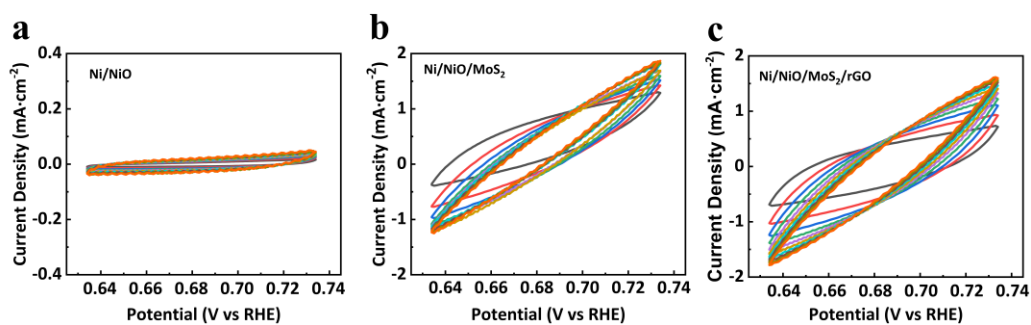 a
Current Density (mA·cm⁻²)
0.4
0.2
0.0
-0.2
-0.4
Ni/NiO
0.64 0.66 0.68 0.70 0.72 0.74
Potential (V vs RHE)
b
Current Density (mA·cm⁻²)
2
1
0
-1
-2
Ni/NiO/MoS₂
0.64 0.66 0.68 0.70 0.72 0.74
Potential (V vs RHE)
c
Current Density (mA·cm⁻²)
2
1
0
-1
-2
Ni/NiO/MoS₂/rGO
0.64 0.66 0.68 0.70 0.72 0.74
Potential (V vs RHE)